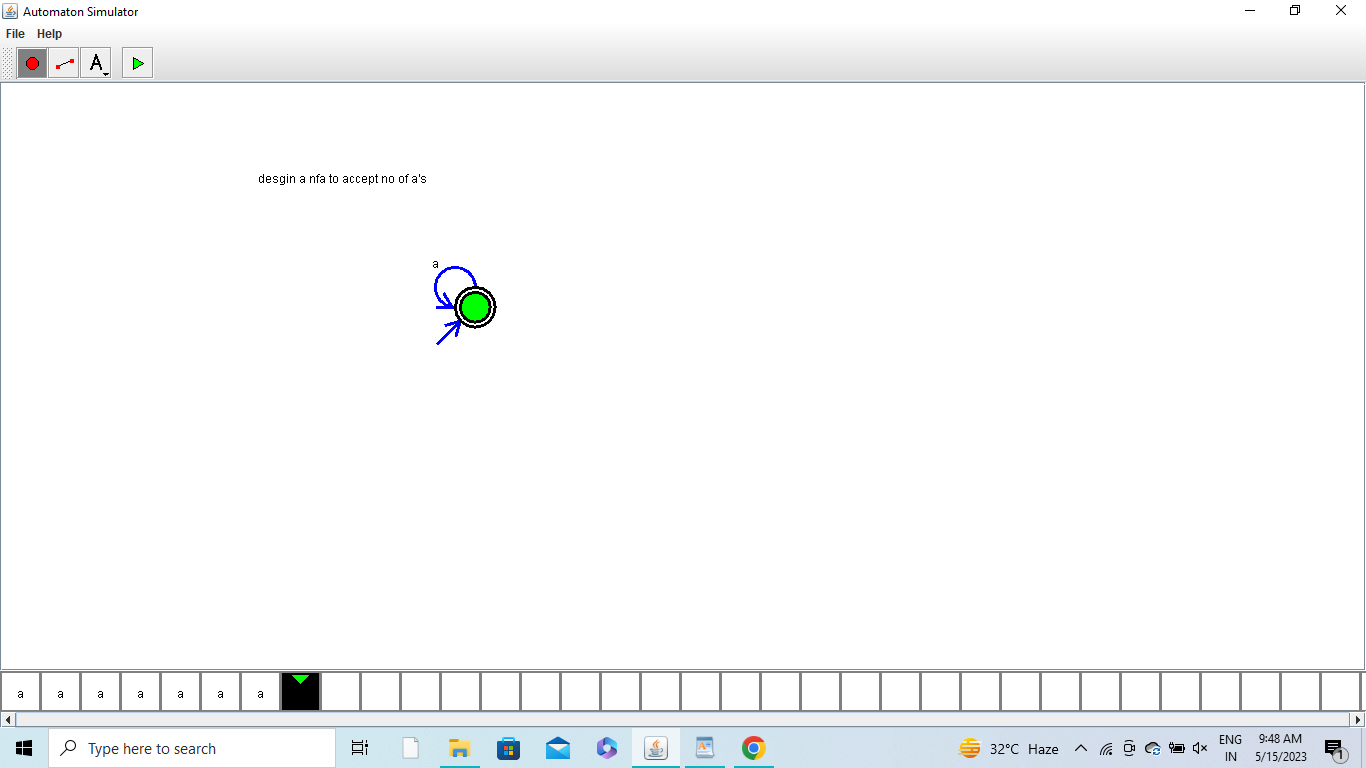 Automaton Simulator
File Help
A
desgin a nfa to accept no of a's
a
a a a a a a a
Type here to search
32°C Haze
ENG
IN
9:48 AM
5/15/2023
1